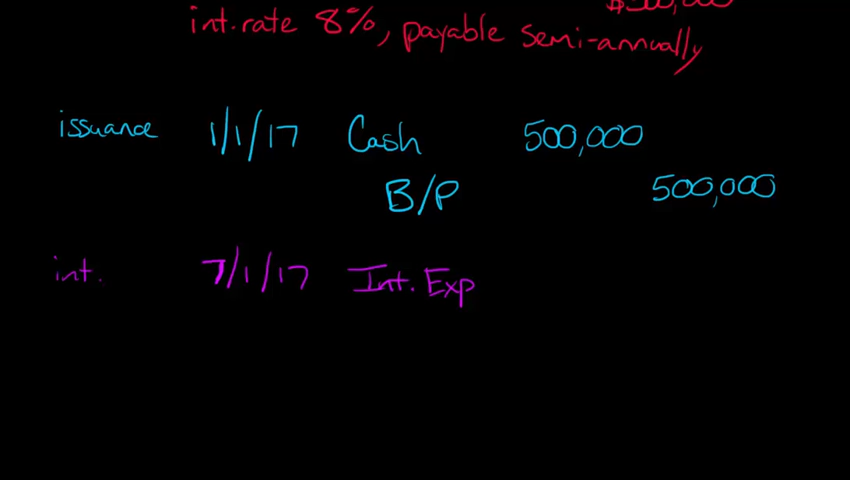 int. rate 8%, payable semi-annually
issuance 1/1/17 Cash 500,000
B/P 500,000
int. 7/1/17 Int. Exp